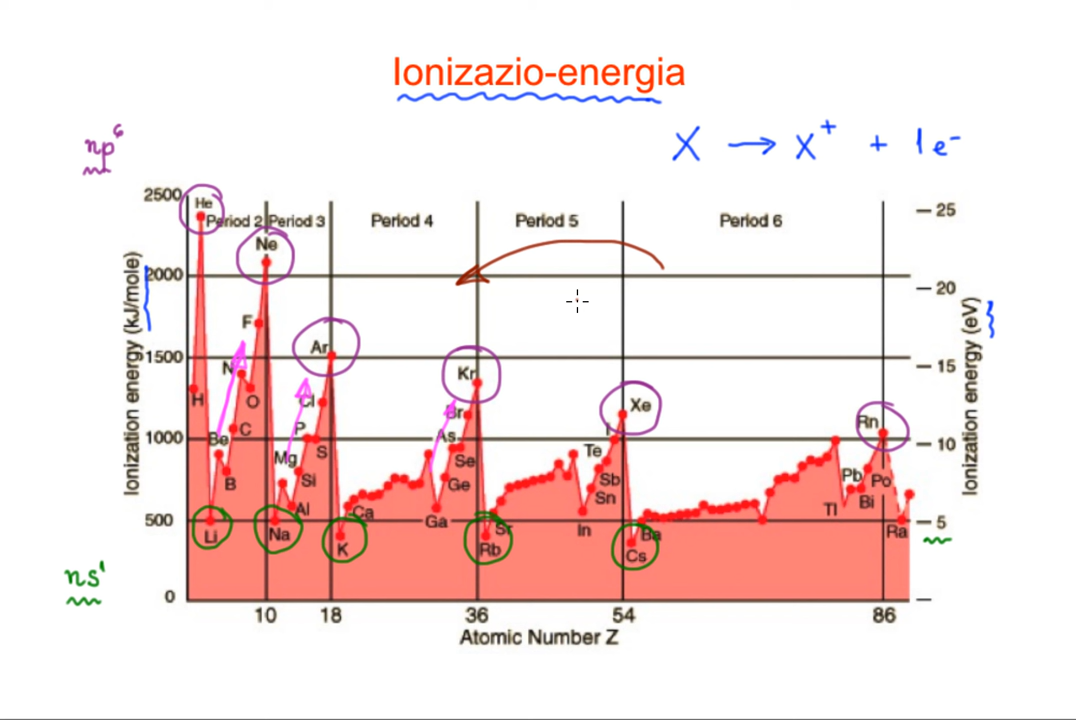 Ionizazio-energia
X → X⁺ + 1e⁻
np⁶
2500
2000
1500
1000
500
0
Ionization energy (kJ/mole)
Period 2
Period 3
Period 4
Period 5
Period 6
He
Ne
F
N
H
O
Be
C
B
Li
Ar
Cl
P
S
Mg
Si
Al
Na
K
Ca
Kr
Br
As
Se
Ge
Ga
Rb
Sr
Xe
I
Te
Sb
Sn
In
Cs
Ba
Rn
Pb
Po
Bi
Tl
Ra
25
20
15
10
5
Ionization energy (eV)
ns¹
10
18
36
54
86
Atomic Number Z